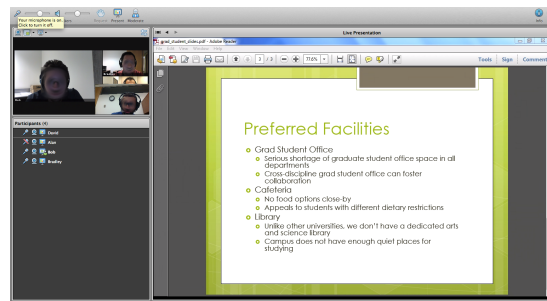 Your microphone is on.
Click to turn it off.
Present
Moderate
Info
Live Presentation
grad_student_slides.pdf - Adobe Reader
File Edit View Window Help
3 / 3
77.6%
Tools Sign Comment
Participants (4)
David
Alan
Bob
Bradley
Preferred Facilities
Grad Student Office
Serious shortage of graduate student office space in all
departments
Cross-discipline grad student office can foster
collaboration
Cafeteria
No food options close-by
Appeals to students with different dietary restrictions
Library
Unlike other universities, we don't have a dedicated arts
and science library
Campus does not have enough quiet places for
studying